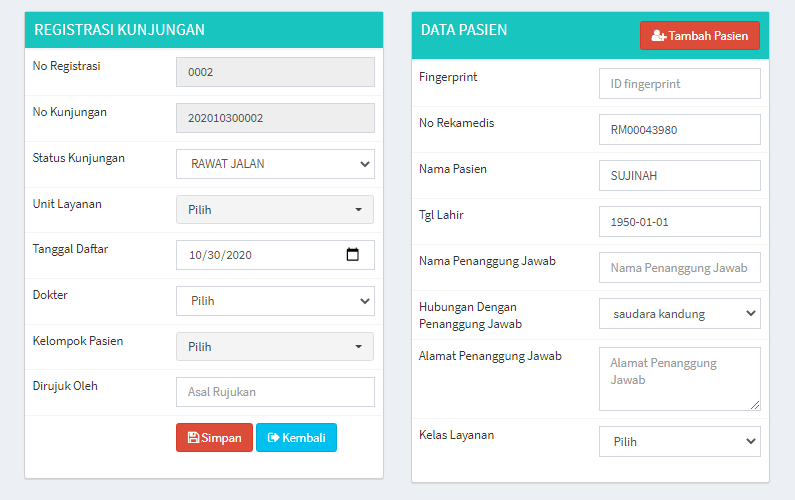 REGISTRASI KUNJUNGAN
No Registrasi
0002
No Kunjungan
202010300002
Status Kunjungan
RAWAT JALAN
Unit Layanan
Pilih
Tanggal Daftar
10/30/2020
Dokter
Pilih
Kelompok Pasien
Pilih
Dirujuk Oleh
Asal Rujukan
Simpan
Kembali
DATA PASIEN
Tambah Pasien
Fingerprint
ID fingerprint
No Rekamedis
RM00043980
Nama Pasien
SUJINAH
Tgl Lahir
1950-01-01
Nama Penanggung Jawab
Nama Penanggung Jawab
Hubungan Dengan
Penanggung Jawab
saudara kandung
Alamat Penanggung Jawab
Alamat Penanggung
Jawab
Kelas Layanan
Pilih